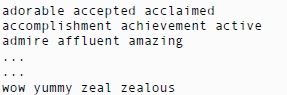 adorable accepted acclaimed
accomplishment achievement active
admire affluent amazing
...
...
wow yummy zeal zealous